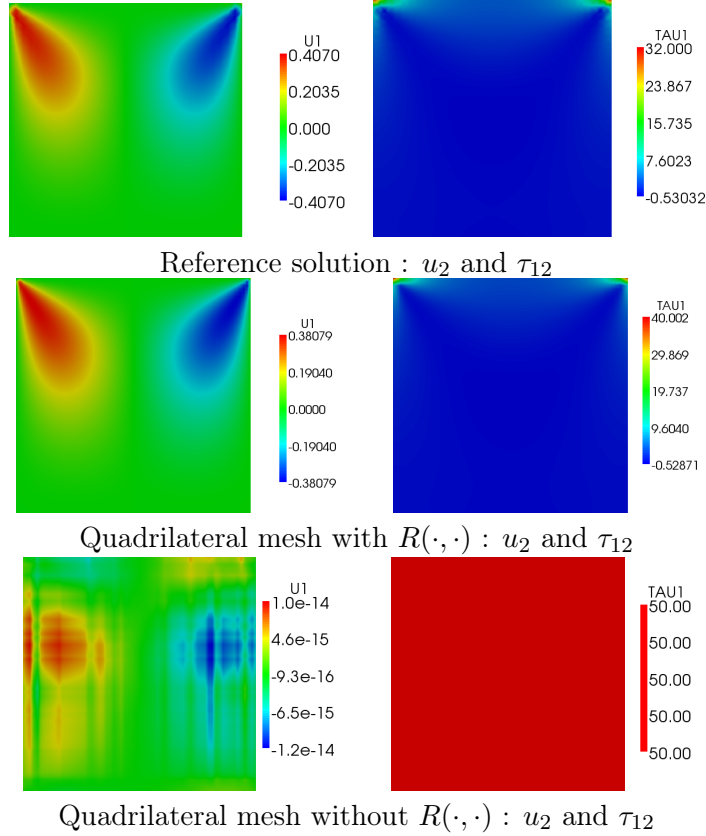 U1
0.4070
0.2035
0.000
-0.2035
-0.4070
TAU1
32.000
23.867
15.735
7.6023
-0.53032
Reference solution : u₂ and τ₁₂
U1
0.38079
0.19040
0.0000
-0.19040
-0.38079
TAU1
40.002
29.869
19.737
9.6040
-0.52871
Quadrilateral mesh with R(·,·) : u₂ and τ₁₂
U1
1.0e-14
4.6e-15
-9.3e-16
-6.5e-15
-1.2e-14
TAU1
50.00
50.00
50.00
50.00
50.00
Quadrilateral mesh without R(·,·) : u₂ and τ₁₂